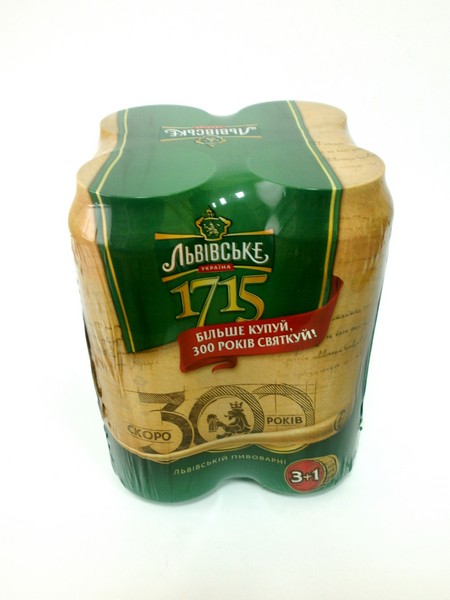 ЛЬВІВСЬКЕ
ЛЬВІВСЬКЕ
УКРАЇНА
1715
БІЛЬШЕ КУПУЙ,
300 РОКІВ СВЯТКУЙ!
300
СКОРО РОКІВ
ЛЬВІВСЬКІЙ ПИВОВАРНІ
3+1